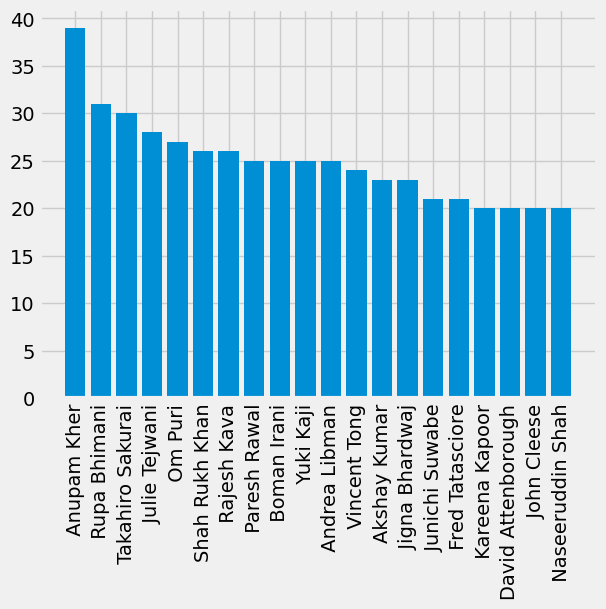 40
35
30
25
20
15
10
5
0
Anupam Kher
Rupa Bhimani
Takahiro Sakurai
Julie Tejwani
Om Puri
Shah Rukh Khan
Rajesh Kava
Paresh Rawal
Boman Irani
Yuki Kaji
Andrea Libman
Vincent Tong
Akshay Kumar
Jigna Bhardwaj
Junichi Suwabe
Fred Tatasciore
Kareena Kapoor
David Attenborough
John Cleese
Naseeruddin Shah